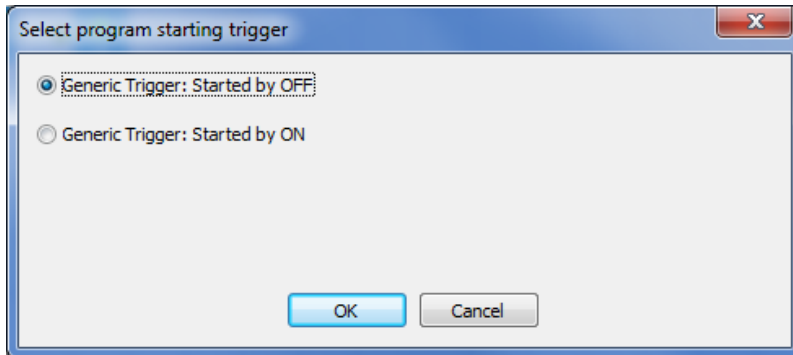 Select program starting trigger
Generic Trigger: Started by OFF
Generic Trigger: Started by ON
OK Cancel